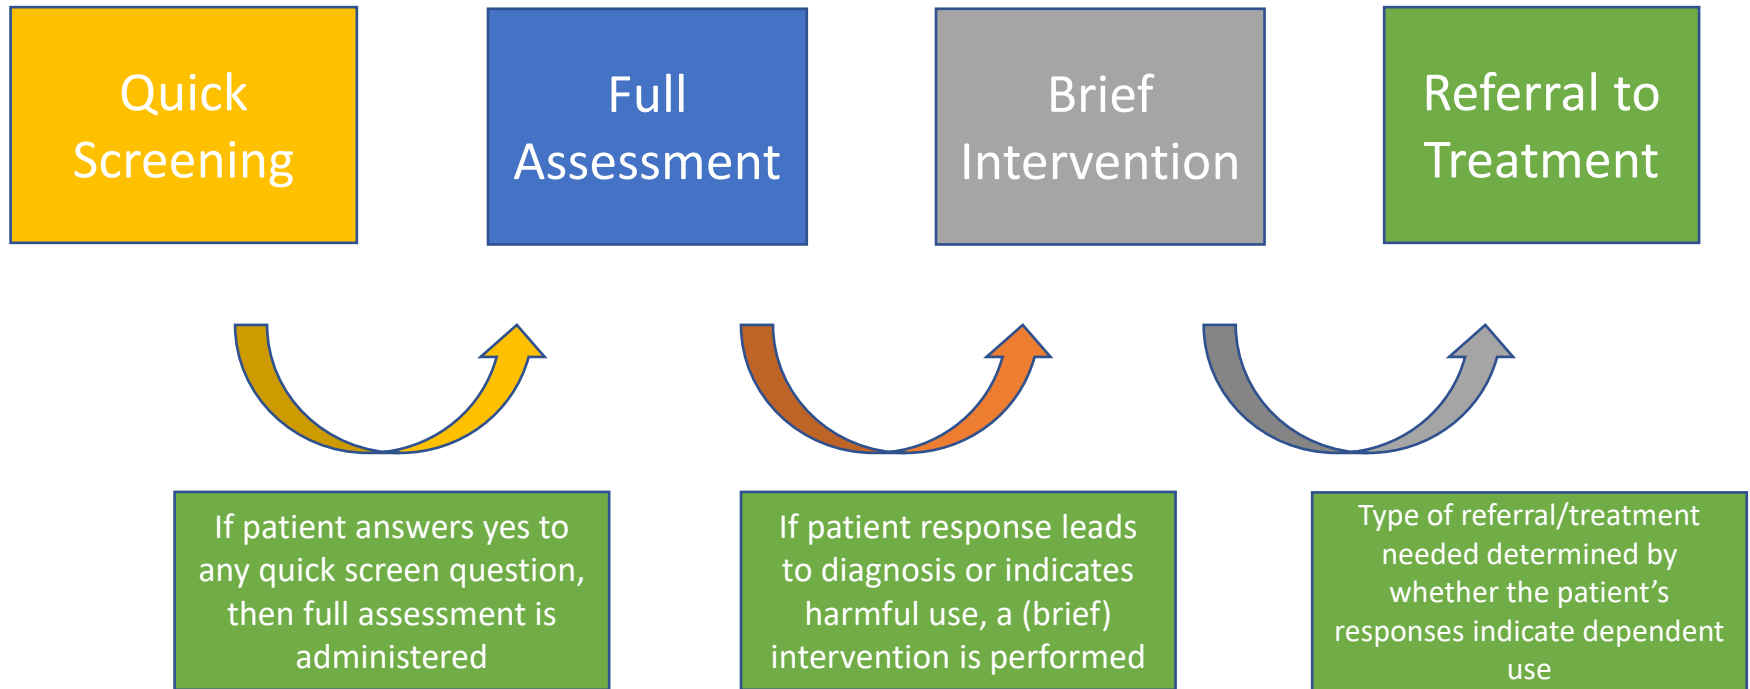 Quick
Screening
Full
Assessment
Brief
Intervention
Referral to
Treatment
If patient answers yes to
any quick screen question,
then full assessment is
administered
If patient response leads
to diagnosis or indicates
harmful use, a (brief)
intervention is performed
Type of referral/treatment
needed determined by
whether the patient’s
responses indicate dependent
use